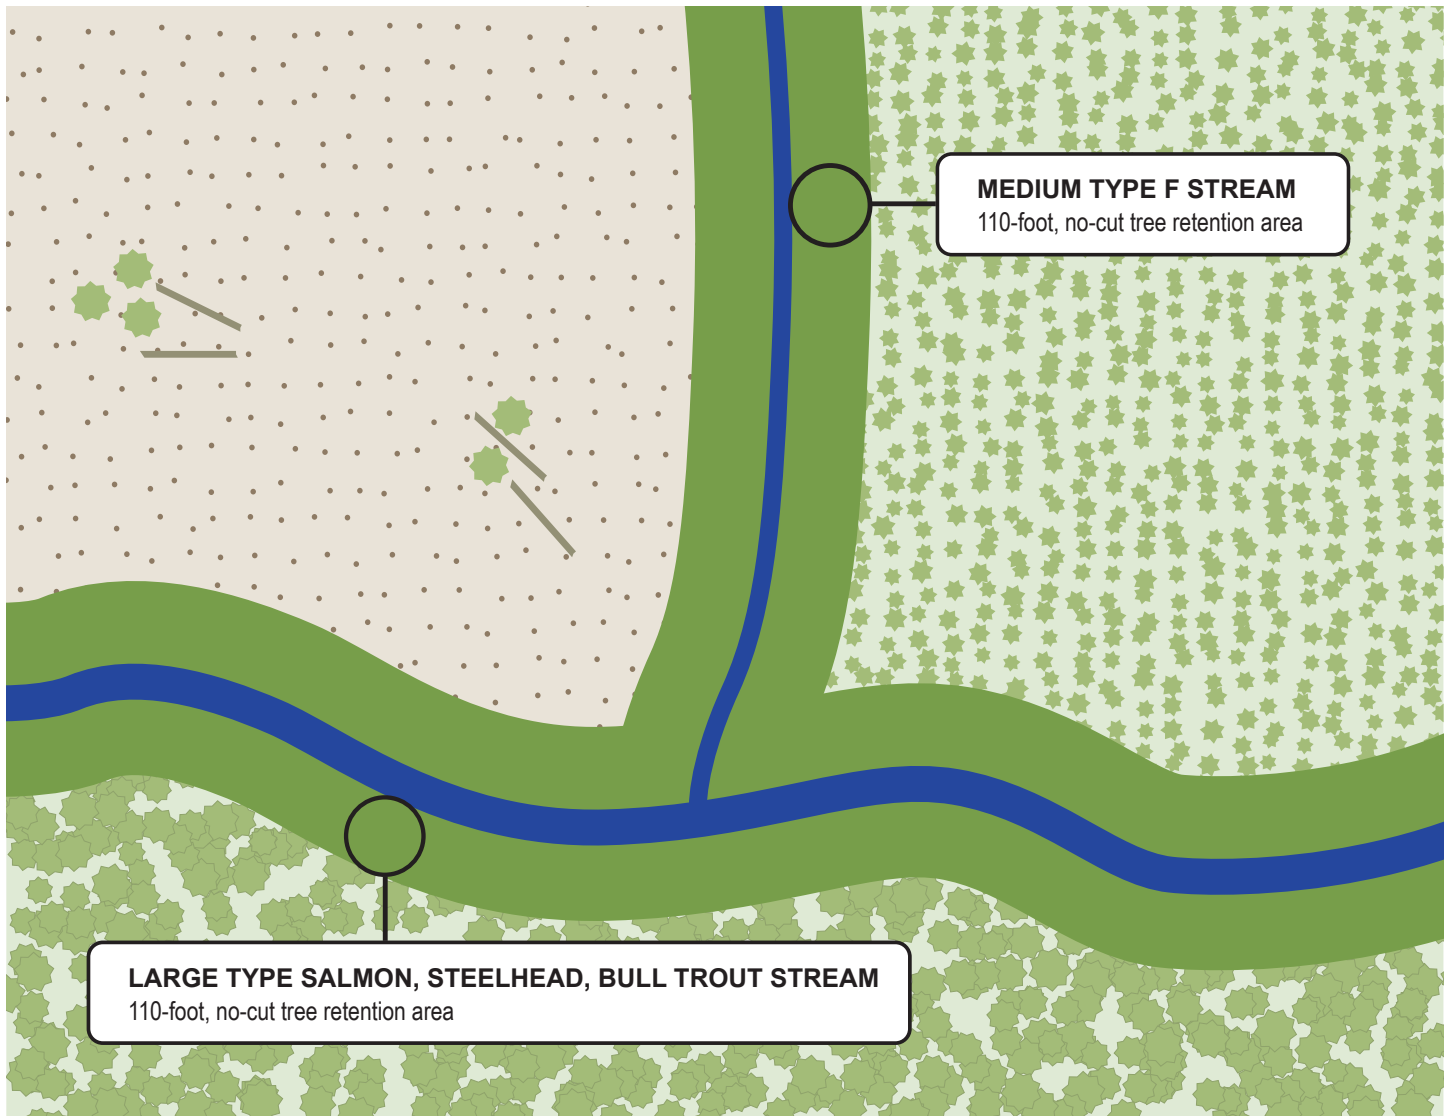 MEDIUM TYPE F STREAM
110-foot, no-cut tree retention area
LARGE TYPE SALMON, STEELHEAD, BULL TROUT STREAM
110-foot, no-cut tree retention area